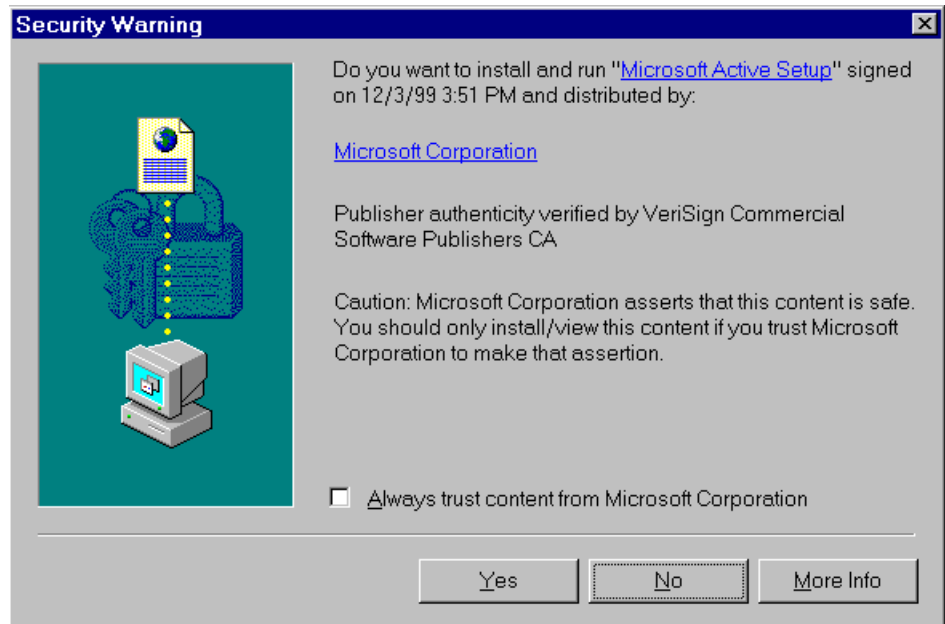 Security Warning
Do you want to install and run "Microsoft Active Setup" signed
on 12/3/99 3:51 PM and distributed by:
Microsoft Corporation
Publisher authenticity verified by VeriSign Commercial
Software Publishers CA
Caution: Microsoft Corporation asserts that this content is safe.
You should only install/view this content if you trust Microsoft
Corporation to make that assertion.
Always trust content from Microsoft Corporation
Yes
No
More Info